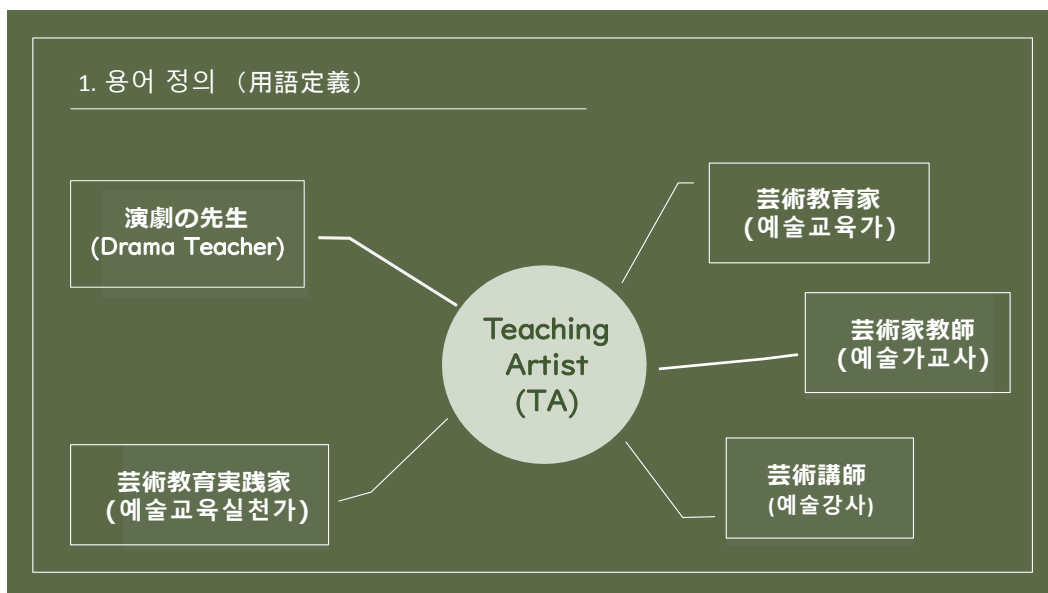 1. 용어 정의 （用語定義）
演劇の先生
(Drama Teacher)
芸術教育家
(예술교육가)
Teaching
Artist
(TA)
芸術家教師
(예술가교사)
芸術教育実践家
(예술교육실천가)
芸術講師
(예술강사)